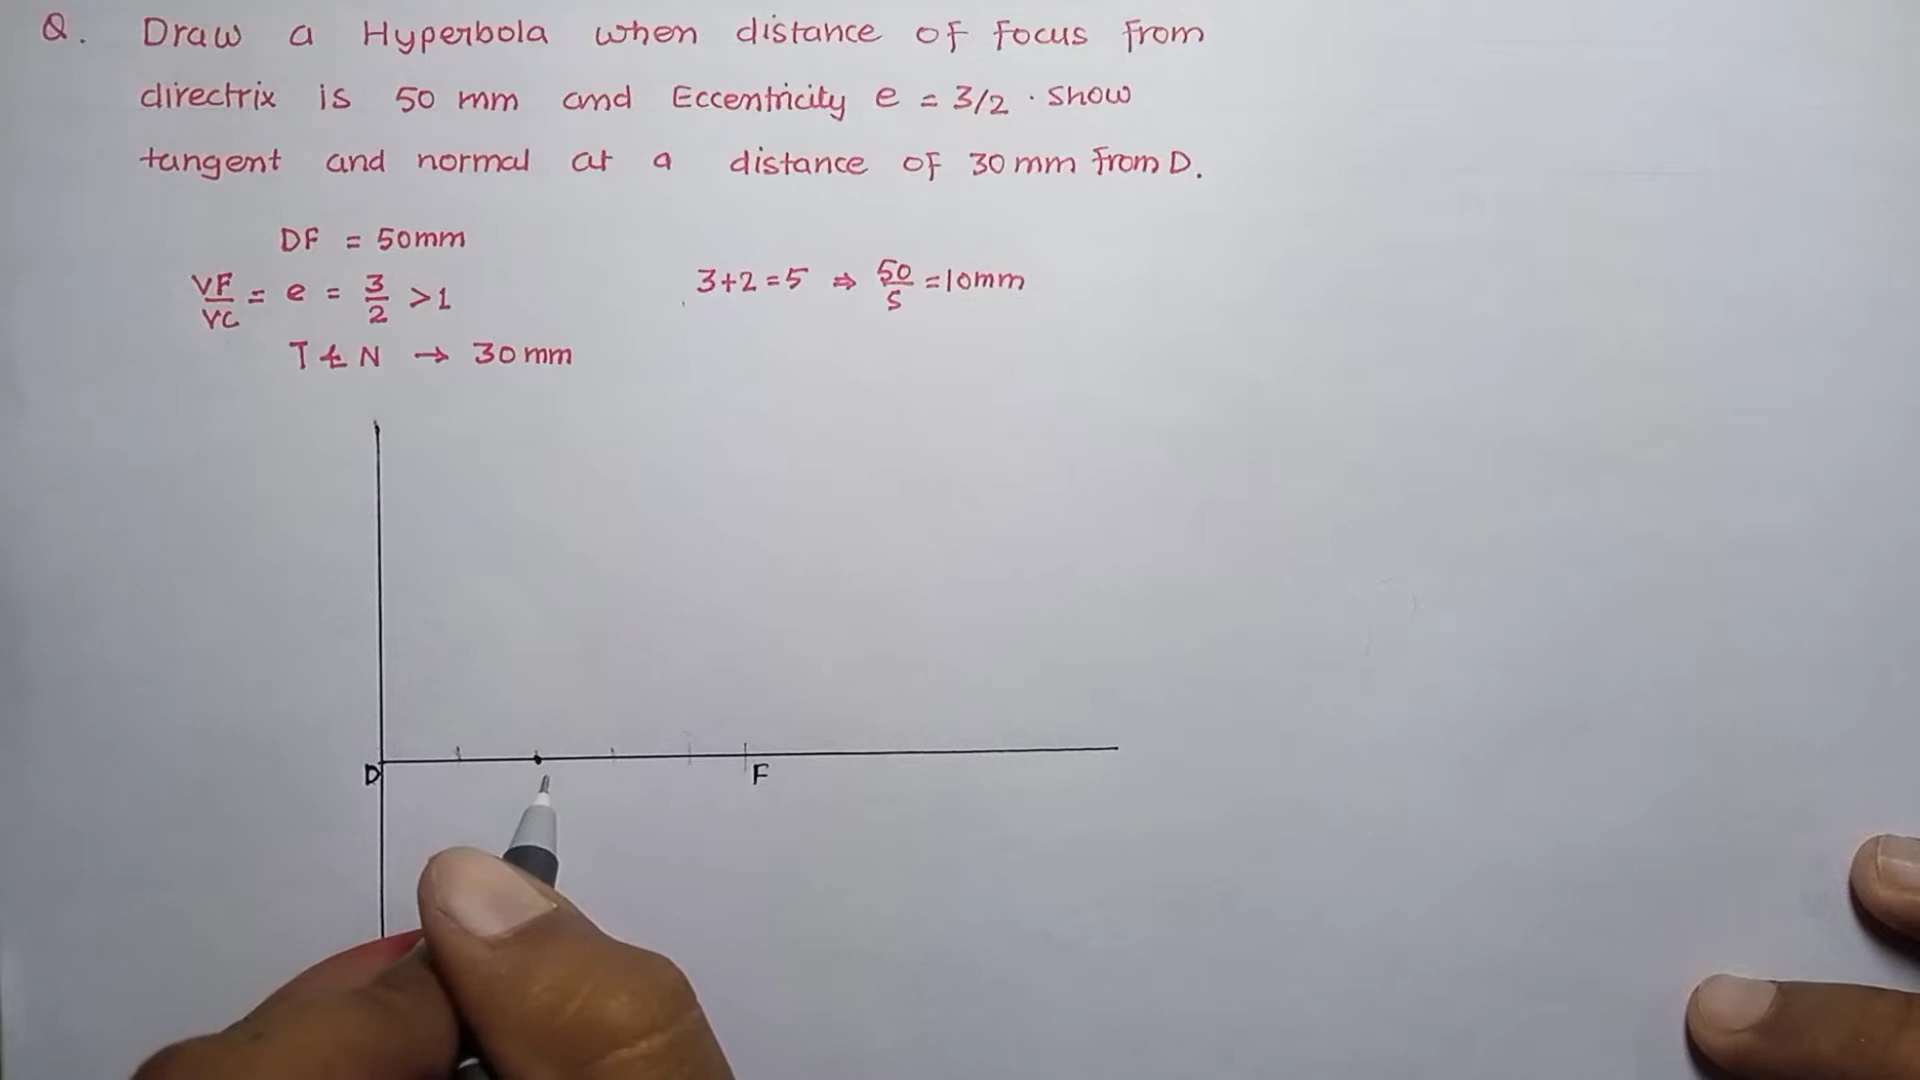 Q. Draw a Hyperbola when distance of focus from
directrix is 50 mm and Eccentricity e = 3/2 . show
tangent and normal at a distance of 30 mm from D.
DF = 50mm
VF/VC = e = 3/2 > 1
3+2=5 ⇒ 50/5 =10mm
T & N → 30 mm
D
F